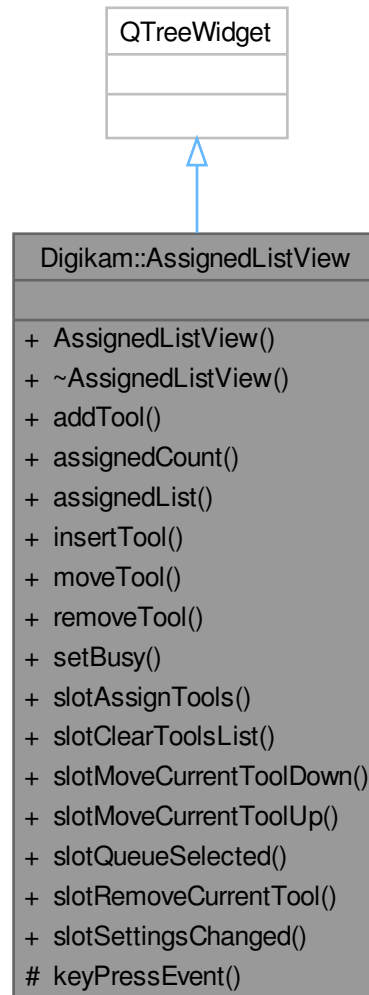 QTreeWidget
Digikam::AssignedListView
+ AssignedListView()
+ ~AssignedListView()
+ addTool()
+ assignedCount()
+ assignedList()
+ insertTool()
+ moveTool()
+ removeTool()
+ setBusy()
+ slotAssignTools()
+ slotClearToolsList()
+ slotMoveCurrentToolDown()
+ slotMoveCurrentToolUp()
+ slotQueueSelected()
+ slotRemoveCurrentTool()
+ slotSettingsChanged()
# keyPressEvent()